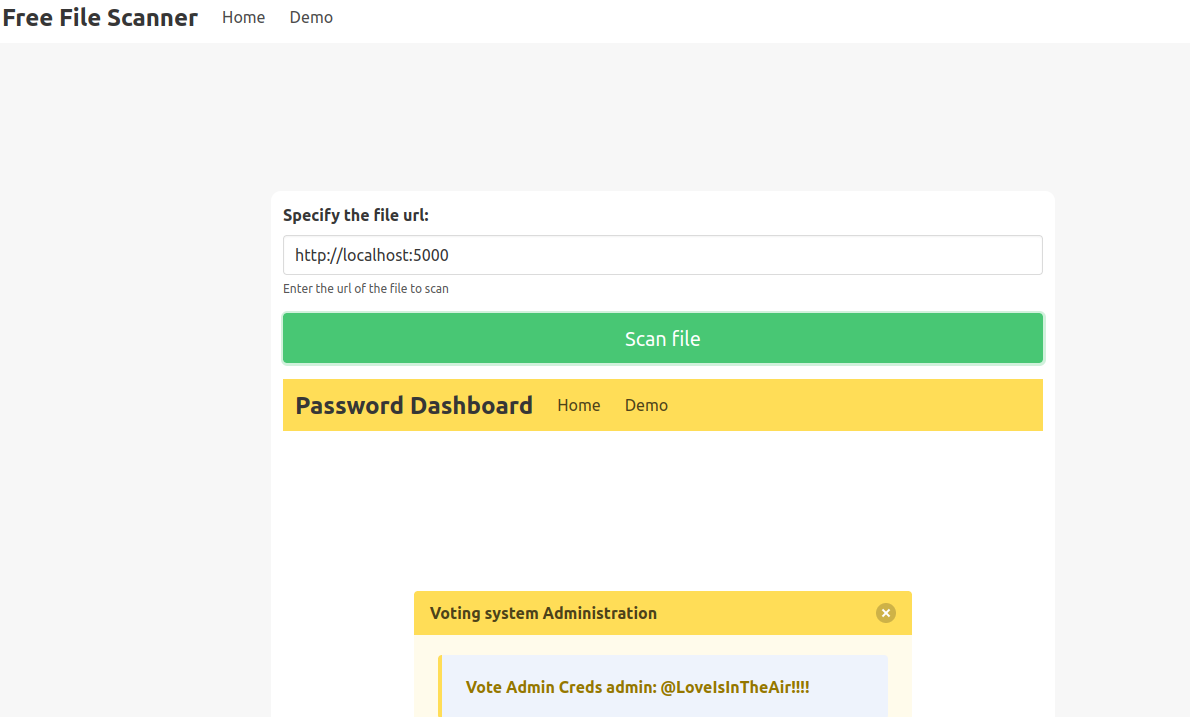 Free File Scanner Home Demo
Specify the file url:
http://localhost:5000
Enter the url of the file to scan
Scan file
Password Dashboard Home Demo
Voting system Administration
Vote Admin Creds admin: @LoveIsInTheAir!!!!